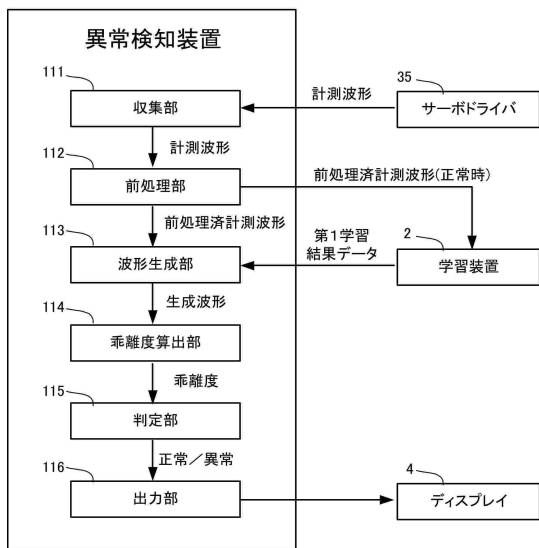 異常検知装置
111
収集部
計測波形
35
サーボドライバ
計測波形
112
前処理部
前処理済計測波形(正常時)
前処理済計測波形
113
波形生成部
第1学習
結果データ
2
学習装置
生成波形
114
乖離度算出部
乖離度
115
判定部
正常/異常
116
出力部
4
ディスプレイ